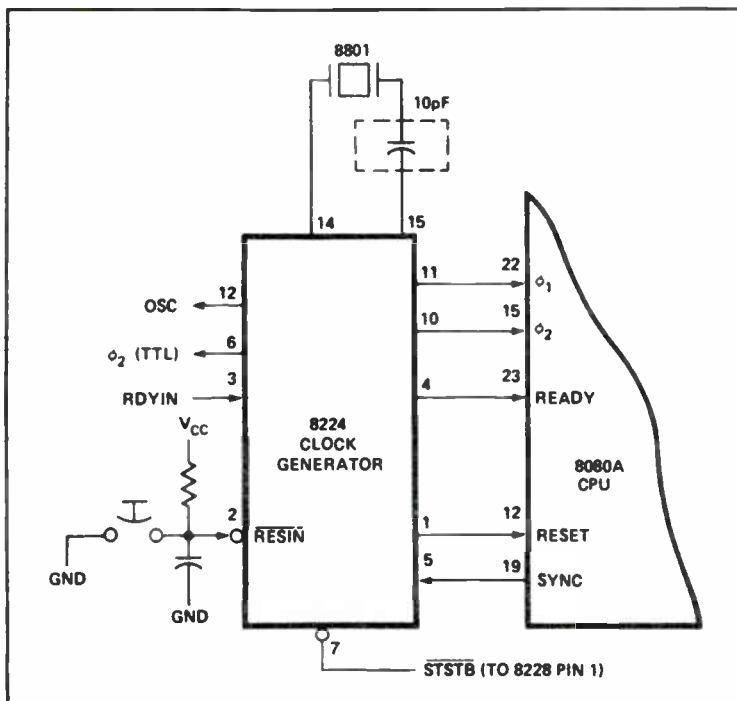 8801
10pF
14
15
12
OSC
6
φ2 (TTL)
3
RDYIN
VCC
2
RESIN
GND
GND
8224
CLOCK
GENERATOR
11
22
φ1
10
15
φ2
4
23
READY
8080A
CPU
1
12
RESET
5
19
SYNC
7
STSTB (TO 8228 PIN 1)